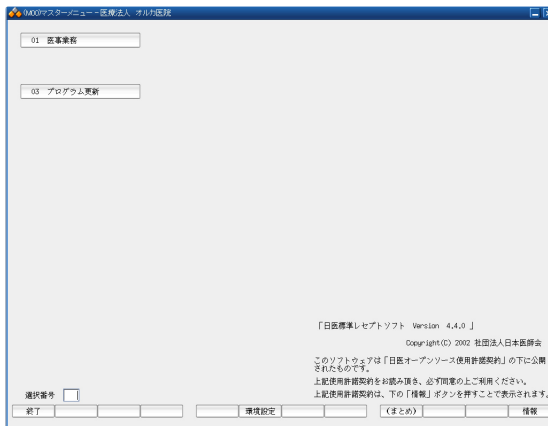 (M00)マスターメニュー - 医療法人 オルカ医院
01 医事業務
03 プログラム更新
「日医標準レセプトソフト Version 4.4.0 」
Copyright(C) 2002 社団法人日本医師会
このソフトウェアは「日医オープンソース使用許諾契約」の下に公開
されたものです。
上記使用許諾契約をお読み頂き、必ず同意の上ご利用ください。
上記使用許諾契約は、下の「情報」ボタンを押すことで表示されます。
選択番号
終了 環境設定 (まとめ) 情報